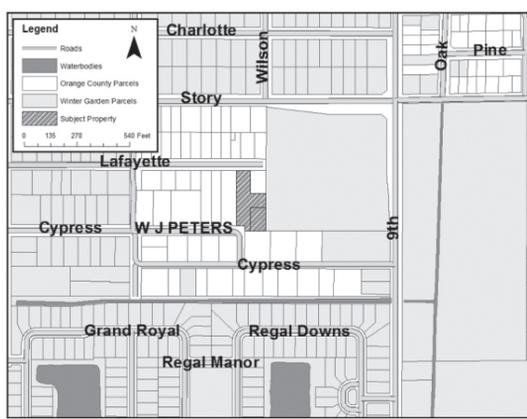 Legend
N
Roads
Waterbodies
Orange County Parcels
Winter Garden Parcels
Subject Property
0 135 270 540 Feet
Charlotte
Wilson
Oak
Pine
Story
Lafayette
Cypress
W J PETERS
9th
Cypress
Grand Royal
Regal Downs
Regal Manor